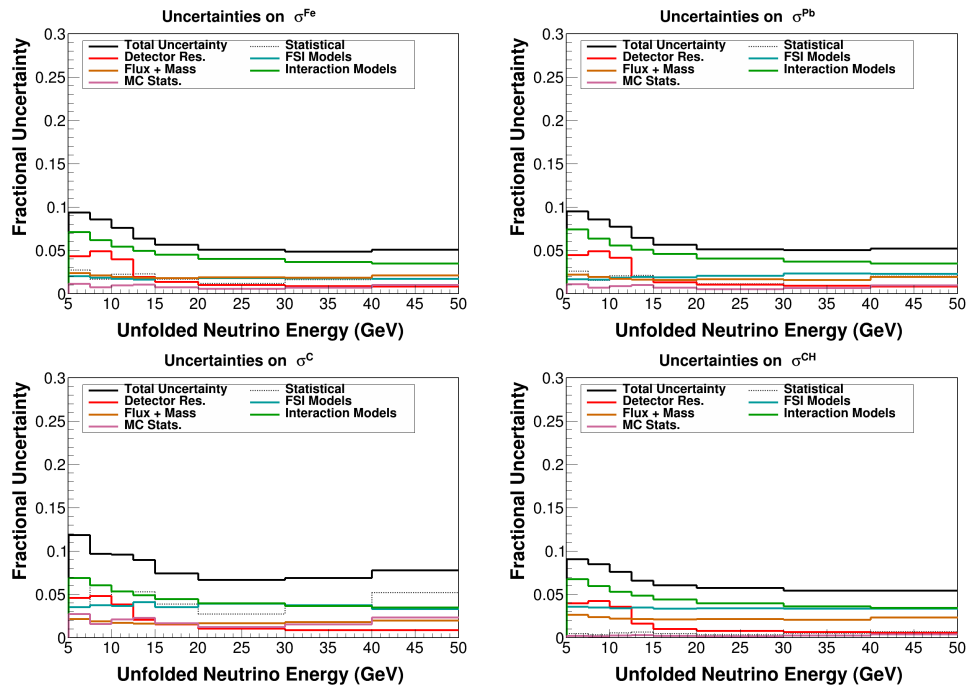 Uncertainties on σ^Fe
Fractional Uncertainty
0.3
0.25
0.2
0.15
0.1
0.05
0
Total Uncertainty
Statistical
Detector Res.
FSI Models
Flux + Mass
Interaction Models
MC Stats.
5 10 15 20 25 30 35 40 45 50
Unfolded Neutrino Energy (GeV)
Uncertainties on σ^Pb
Fractional Uncertainty
0.3
0.25
0.2
0.15
0.1
0.05
0
Total Uncertainty
Statistical
Detector Res.
FSI Models
Flux + Mass
Interaction Models
MC Stats.
5 10 15 20 25 30 35 40 45 50
Unfolded Neutrino Energy (GeV)
Uncertainties on σ^C
Fractional Uncertainty
0.3
0.25
0.2
0.15
0.1
0.05
0
Total Uncertainty
Statistical
Detector Res.
FSI Models
Flux + Mass
Interaction Models
MC Stats.
5 10 15 20 25 30 35 40 45 50
Unfolded Neutrino Energy (GeV)
Uncertainties on σ^CH
Fractional Uncertainty
0.3
0.25
0.2
0.15
0.1
0.05
0
Total Uncertainty
Statistical
Detector Res.
FSI Models
Flux + Mass
Interaction Models
MC Stats.
5 10 15 20 25 30 35 40 45 50
Unfolded Neutrino Energy (GeV)